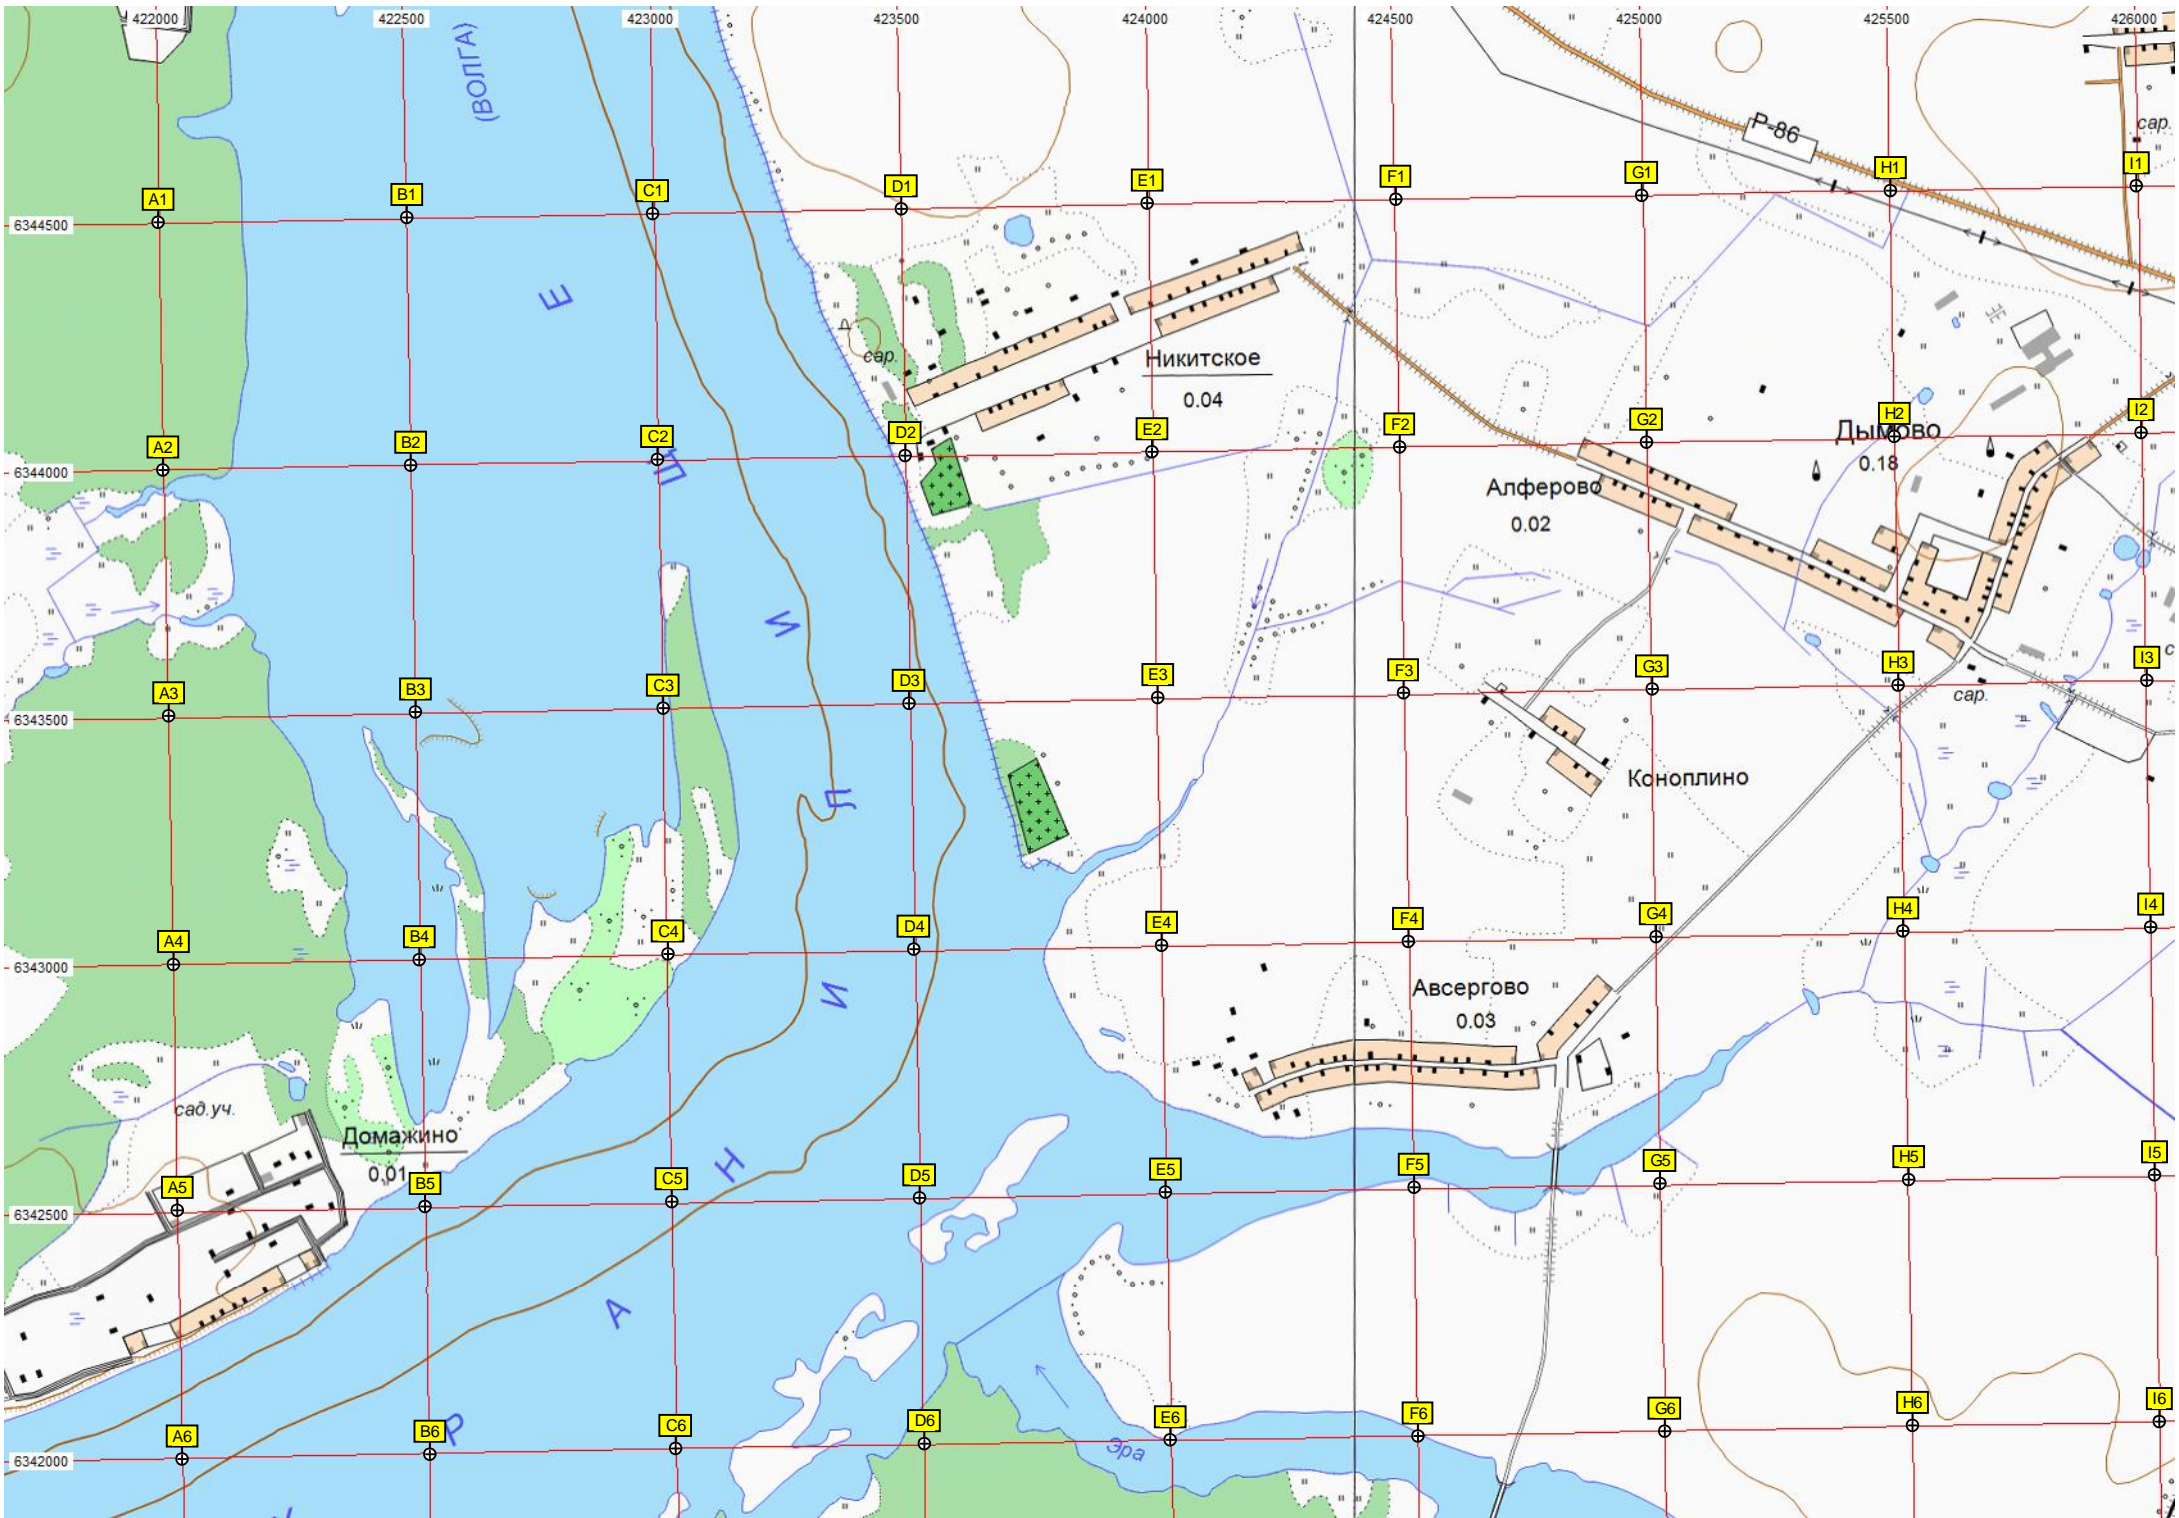 422000 422500 423000 423500 424000 424500 425000 425500 426000
(ВОЛГА)
Р-86
сар.
A1 B1 C1 D1 E1 F1 G1 H1 I1
6344500
Е
Никитское
0.04
сар.
A2 B2 C2 D2 E2 F2 G2 H2 I2
Дымово
0.18
6344000
Щ
Алферово
0.02
И
A3 B3 C3 D3 E3 F3 G3 H3 I3
6343500
сар.
с
Л
Коноплино
A4 B4 C4 D4 E4 F4 G4 H4 I4
6343000
И
Авсергово
0.03
сад.уч.
Домажино
0.01
Н
A5 B5 C5 D5 E5 F5 G5 H5 I5
6342500
А
Р
A6 B6 C6 D6 E6 F6 G6 H6 I6
6342000
Эра